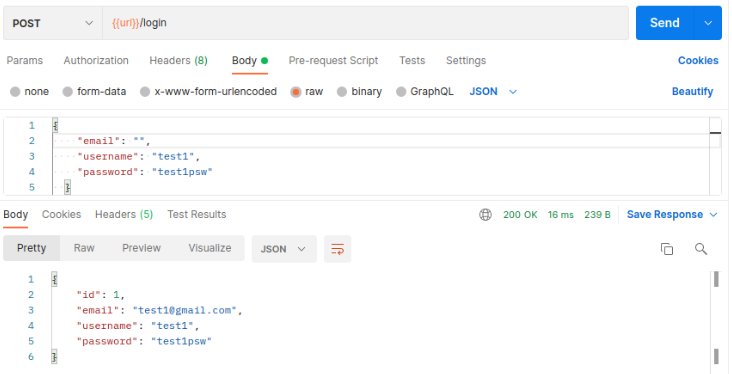 POST {{url}}/login Send
Params Authorization Headers (8) Body Pre-request Script Tests Settings Cookies
none form-data x-www-form-urlencoded raw binary GraphQL JSON Beautify
1 {
2 "email": "",
3 "username": "test1",
4 "password": "test1psw"
5 }
Body Cookies Headers (5) Test Results 200 OK 16 ms 239 B Save Response
Pretty Raw Preview Visualize JSON
1 {
2 "id": 1,
3 "email": "test1@gmail.com",
4 "username": "test1",
5 "password": "test1psw"
6 }